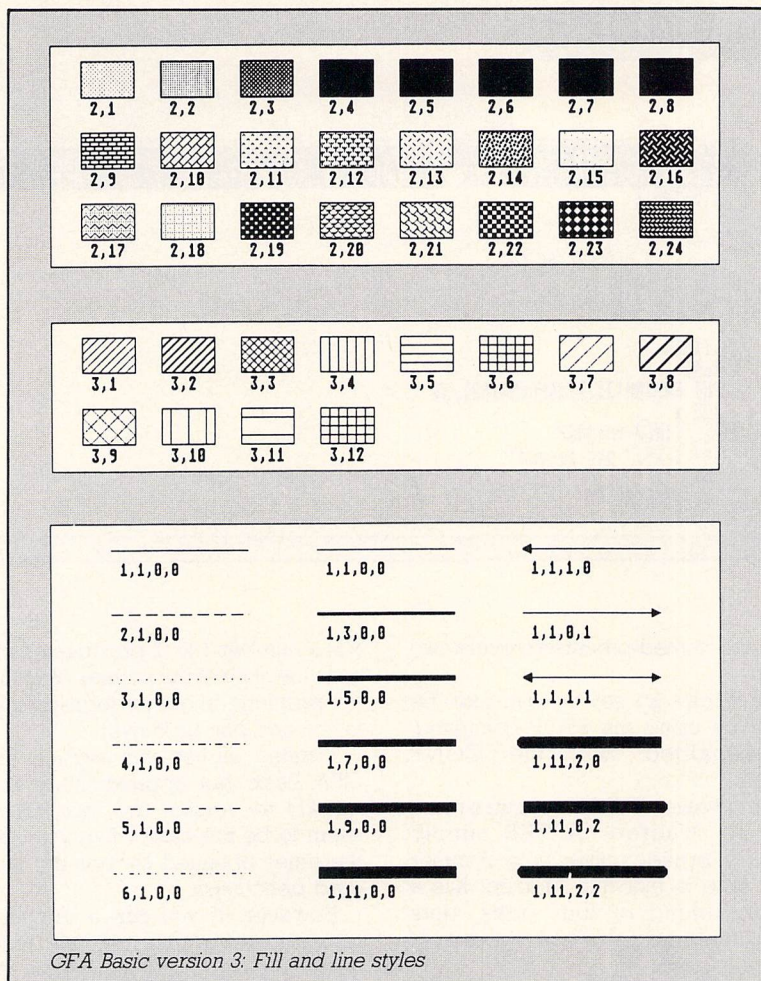 2,1 2,2 2,3 2,4 2,5 2,6 2,7 2,8
2,9 2,10 2,11 2,12 2,13 2,14 2,15 2,16
2,17 2,18 2,19 2,20 2,21 2,22 2,23 2,24
3,1 3,2 3,3 3,4 3,5 3,6 3,7 3,8
3,9 3,10 3,11 3,12
1,1,0,0 1,1,0,0 1,1,1,0
2,1,0,0 1,3,0,0 1,1,0,1
3,1,0,0 1,5,0,0 1,1,1,1
4,1,0,0 1,7,0,0 1,11,2,0
5,1,0,0 1,9,0,0 1,11,0,2
6,1,0,0 1,11,0,0 1,11,2,2
GFA Basic version 3: Fill and line styles